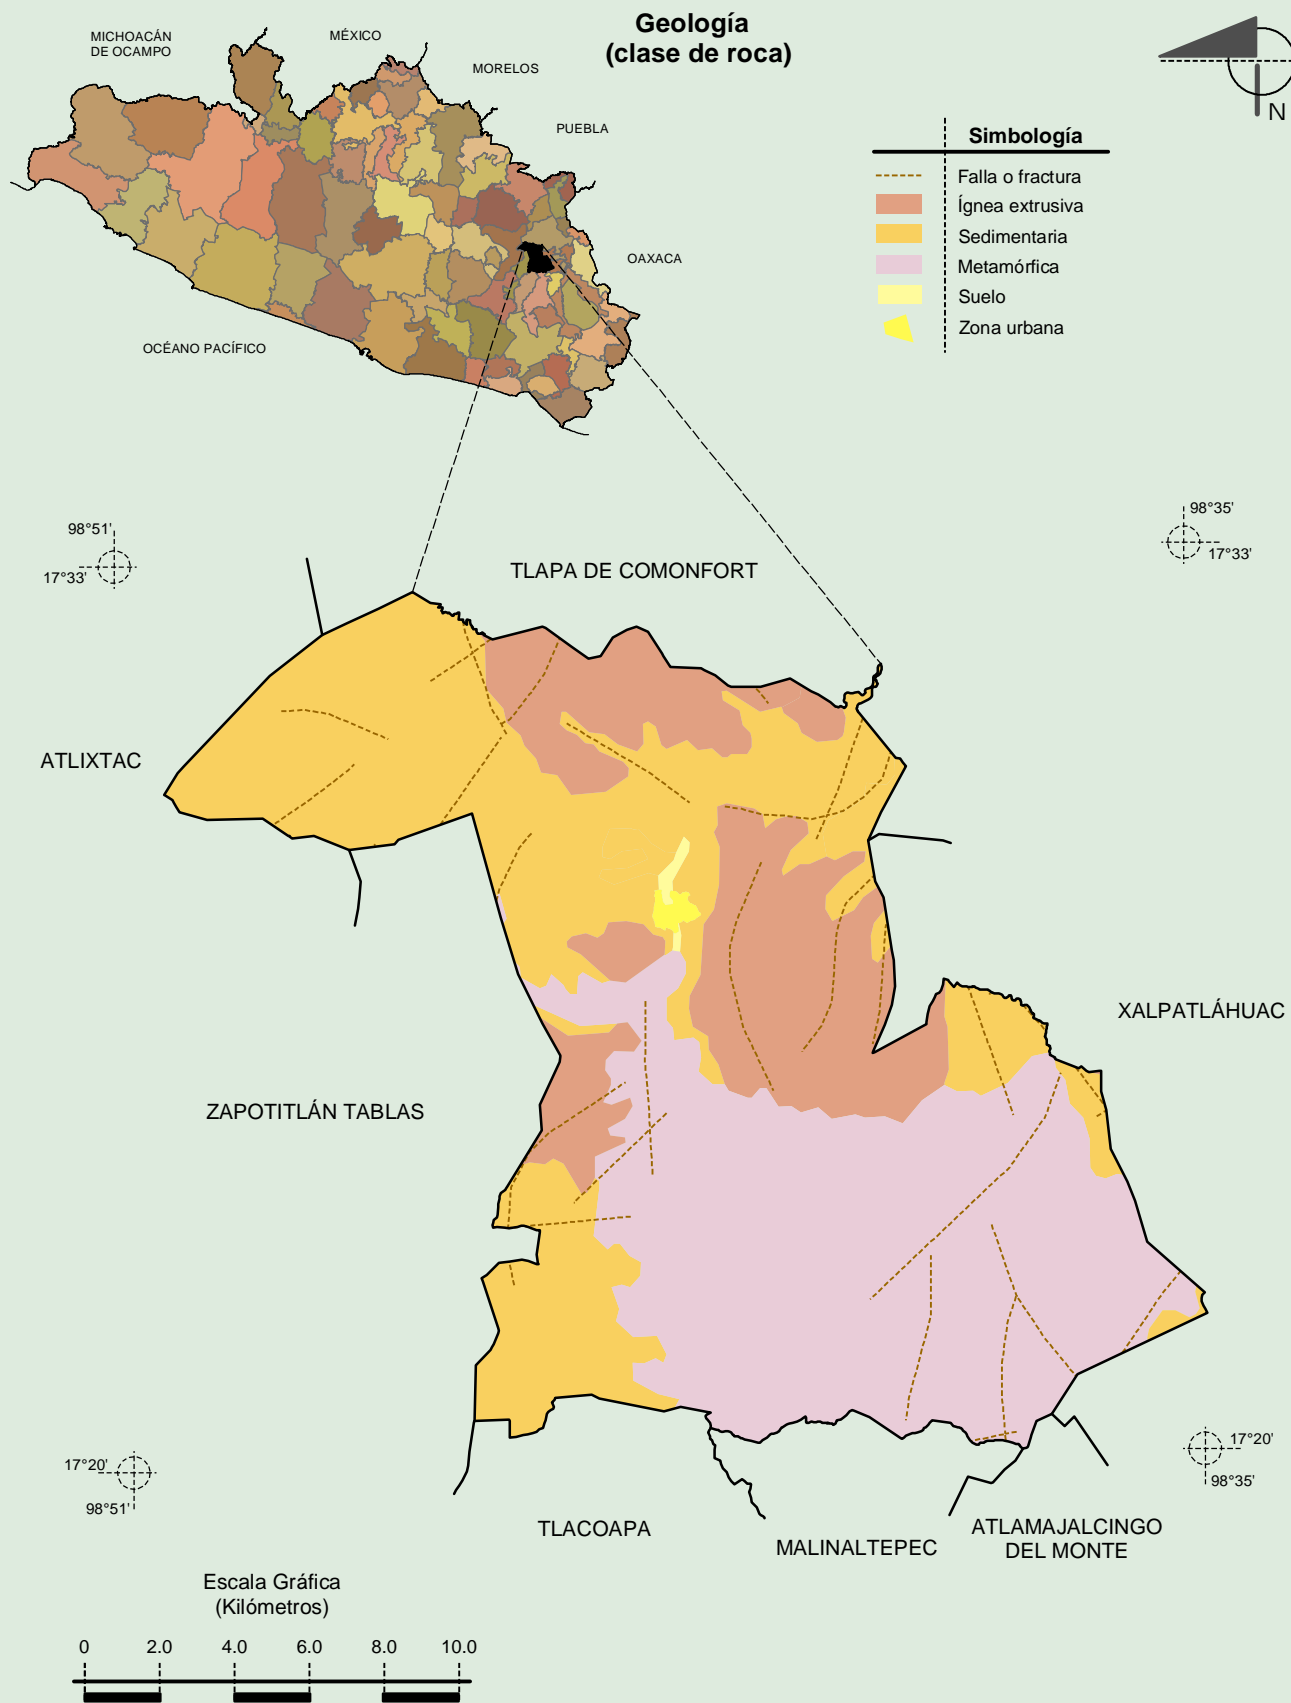 Geología
(clase de roca)
MICHOACÁN
DE OCAMPO
MÉXICO
MORELOS
PUEBLA
OAXACA
OCÉANO PACÍFICO
N
Simbología
Falla o fractura
Ígnea extrusiva
Sedimentaria
Metamórfica
Suelo
Zona urbana
98°51'
17°33'
98°35'
17°33'
TLAPA DE COMONFORT
ATLIXTAC
XALPATLÁHUAC
ZAPOTITLÁN TABLAS
17°20'
98°51'
17°20'
98°35'
TLACOAPA
MALINALTEPEC
ATLAMAJALCINGO
DEL MONTE
Escala Gráfica
(Kilómetros)
0 2.0 4.0 6.0 8.0 10.0